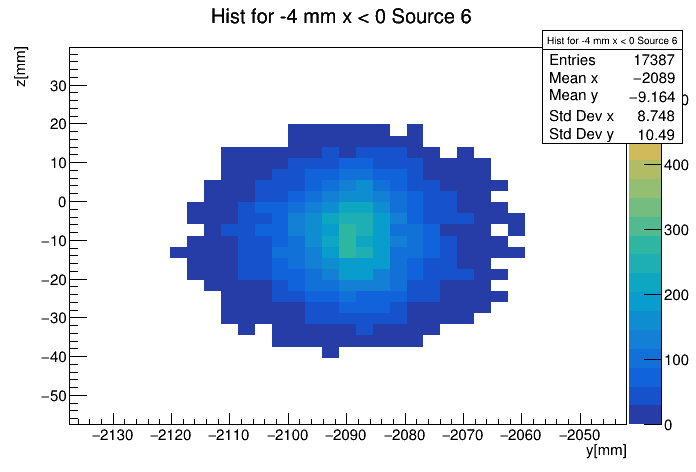 Hist for -4 mm x < 0 Source 6
Hist for -4 mm x < 0 Source 6
Entries 17387
Mean x −2089
Mean y −9.164
Std Dev x 8.748
Std Dev y 10.49
z[mm]
30
20
10
0
−10
−20
−30
−40
−50
−2130 −2120 −2110 −2100 −2090 −2080 −2070 −2060 −2050
y[mm]
400
300
200
100
0